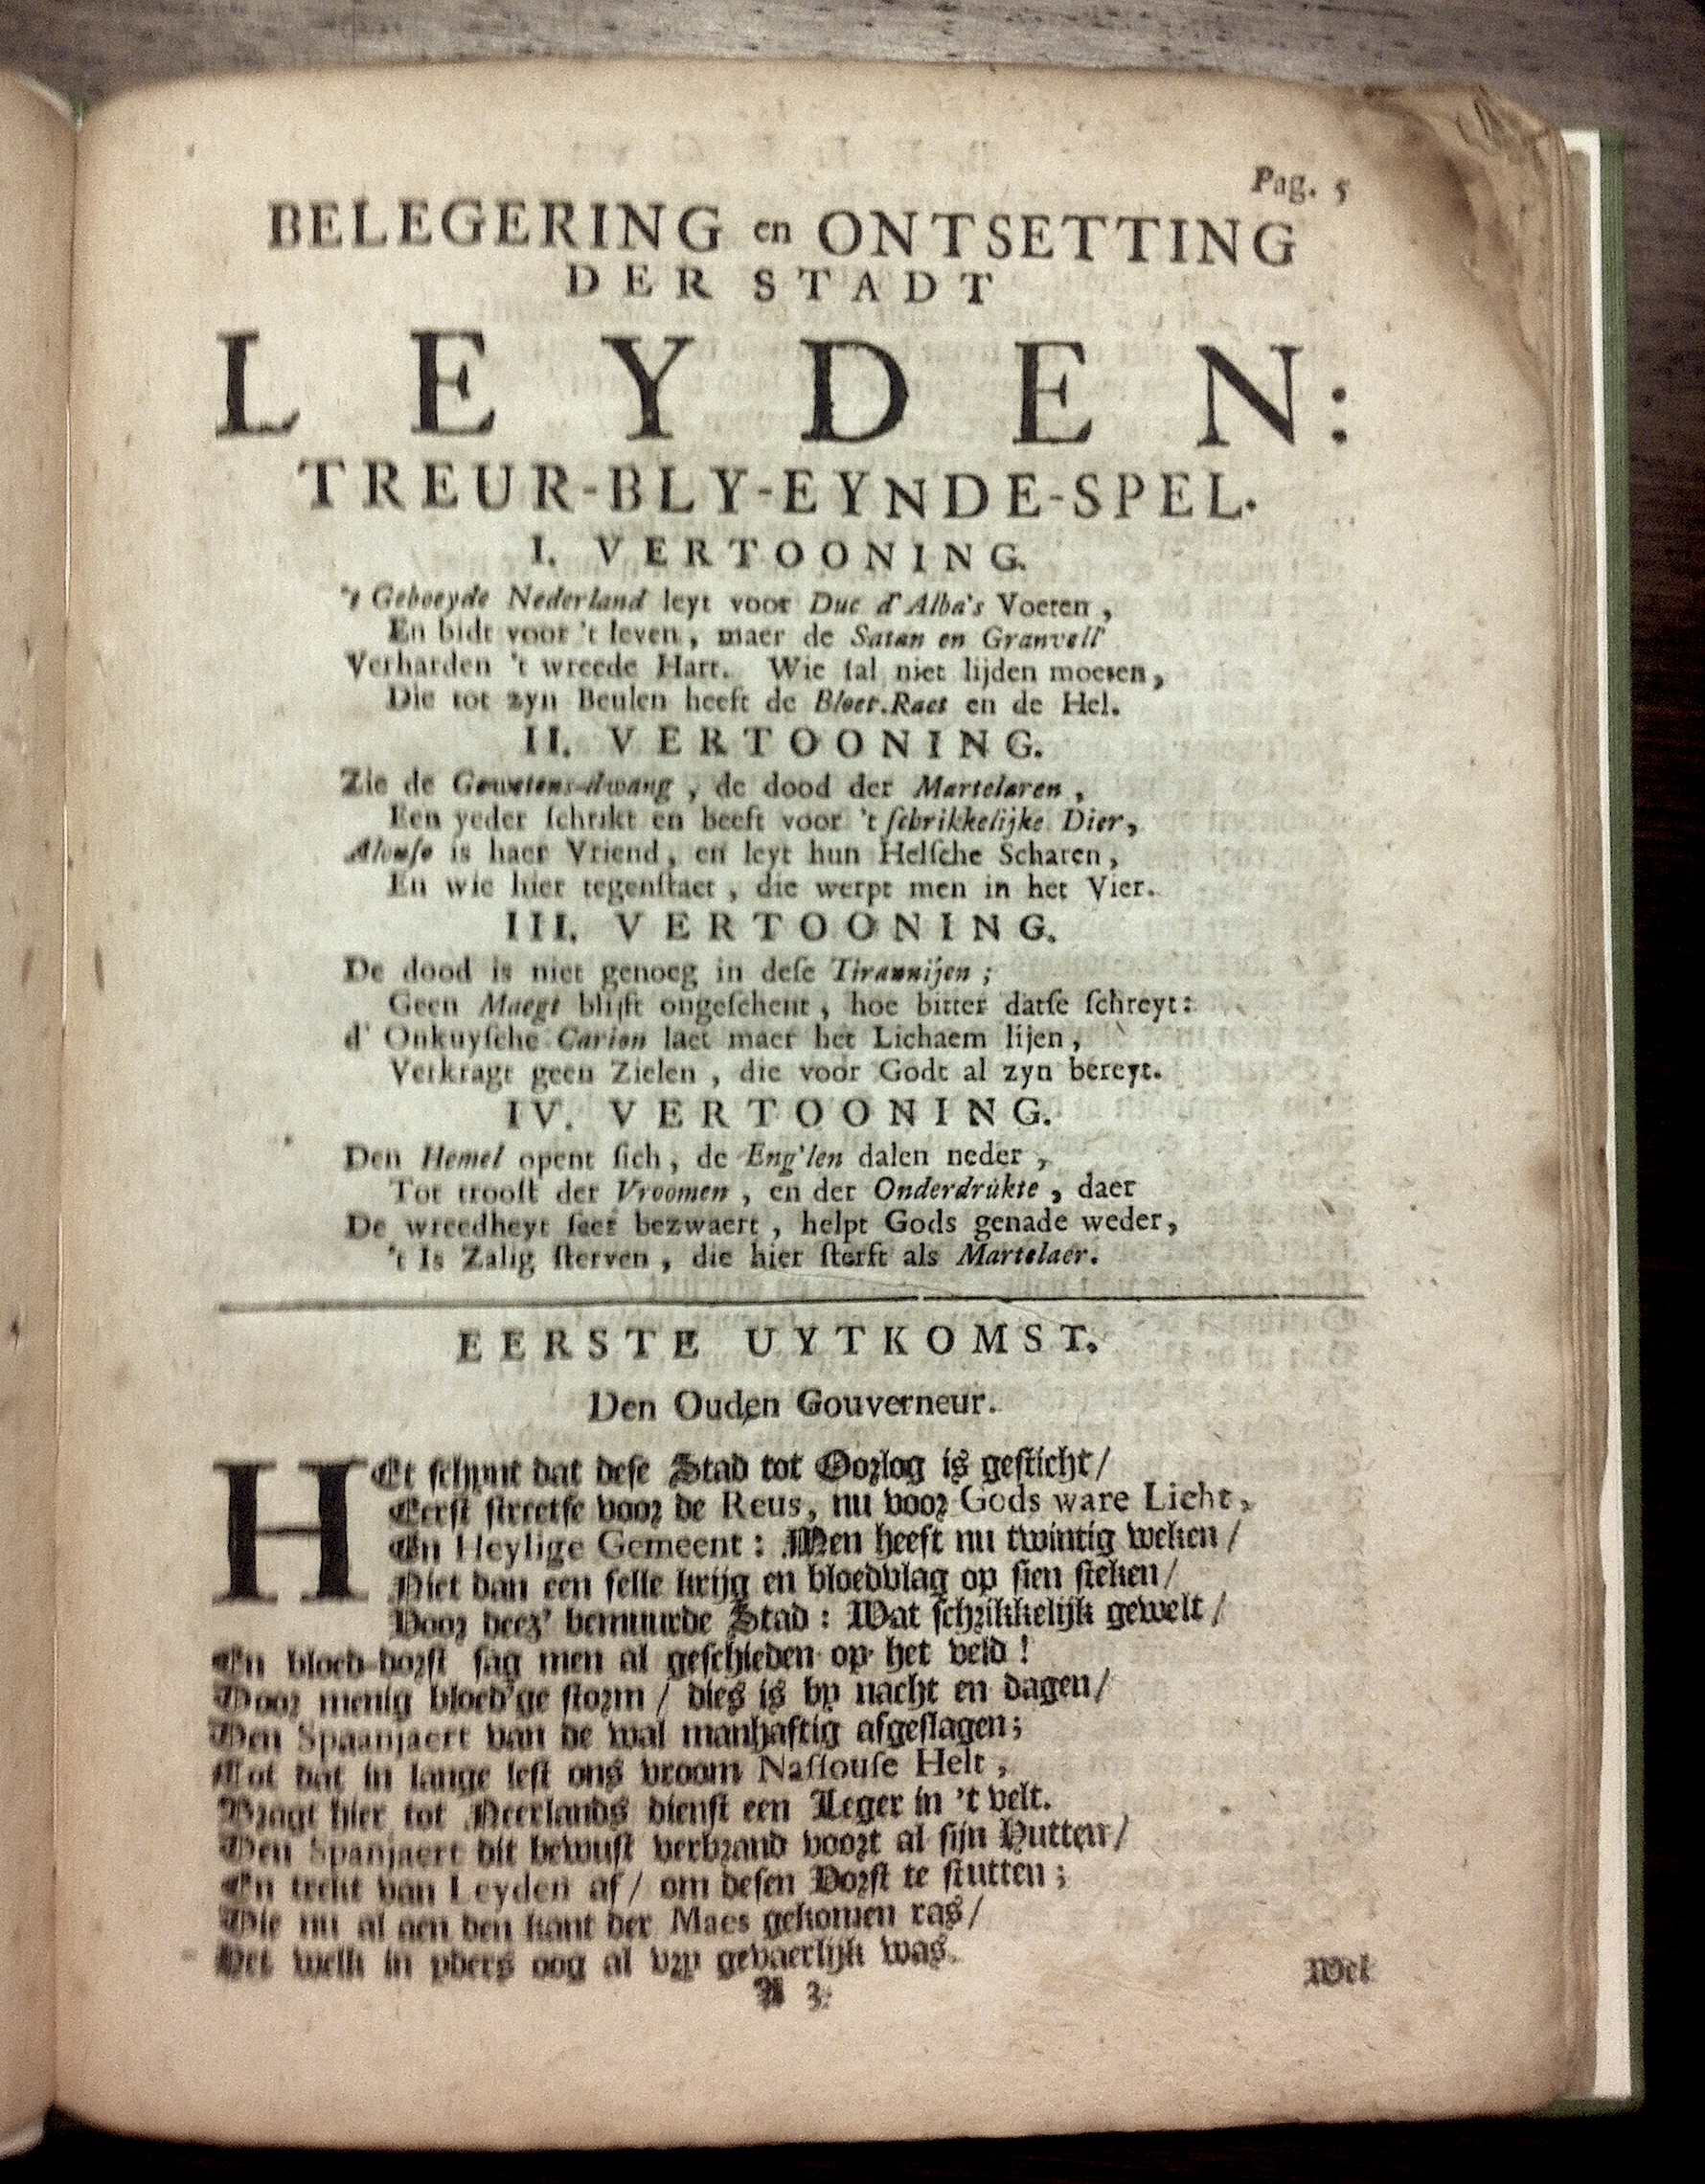 Pag. 5
BELEGERING en ONTSETTING
DER STADT
LEYDEN:
TREUR-BLY-EYNDE-SPEL.
I. VERTOONING.
't Geboeyde Nederland leyt voor Duc d'Alba's Voeten,
En bidt voor 't leven, maer de Satan en Granvell'
Verharden 't wreede Hart. Wie ſal niet lijden moeten,
Die tot zyn Beulen heeft de Bloet-Raet en de Hel.
II. VERTOONING.
Zie de Gewetens-dwang, de dood der Martelaren,
Een yeder ſchrikt en beeft voor 't ſchrikkelijke Dier,
Alonſo is haer Vriend, en leyt hun Helſche Scharen,
En wie hier tegenſtaet, die werpt men in het Vier.
III. VERTOONING.
De dood is niet genoeg in deſe Tirannijen;
Geen Maegt blijft ongeſchent, hoe bitter datſe ſchreyt:
d' Onkuyſche Carion laet maer het Lichaem lijen,
Verkragt geen Zielen, die voor Godt al zyn bereyt.
IV. VERTOONING.
Den Hemel opent ſich, de Eng'len dalen neder,
Tot trooſt der Vroomen, en der Onderdrukte, daer
De wreedheyt ſeer bezwaert, helpt Gods genade weder,
't Is Zalig ſterven, die hier ſterft als Martelaer.
EERSTE UYTKOMST.
Den Ouden Gouverneur.
HEt ſchynt dat deſe Stad tot Oorlog is geſticht/
Eerſt ſtreetſe voor de Reus, nu voor Gods ware Licht,
En Heylige Gemeent: Men heeft nu twintig weken/
Niet dan een felle krijg en bloedvlag op ſien ſteken/
Voor deez' bemuurde Stad: Wat ſchrikkelijk gewelt/
En bloed-dorſt ſag men al geſchieden op het veld!
Door menig bloed'ge ſtorm/ dies is by nacht en dagen/
Den Spaanjaert van de wal manhaftig afgeſlagen;
Tot dat in lange leſt ons vroom Naſſouſe Helt,
Bragt hier tot Neerlands dienſt een Leger in 't velt.
Den Spanjaert dit bewuſt verbrand voort al ſijn Hutten/
En trekt van Leyden af/ om deſen Vorſt te ſtutten;
Die nu al aen den kant der Maes gekomen ras/
Het welk in yders oog al vry gevaerlijk was.
A 3
Wel